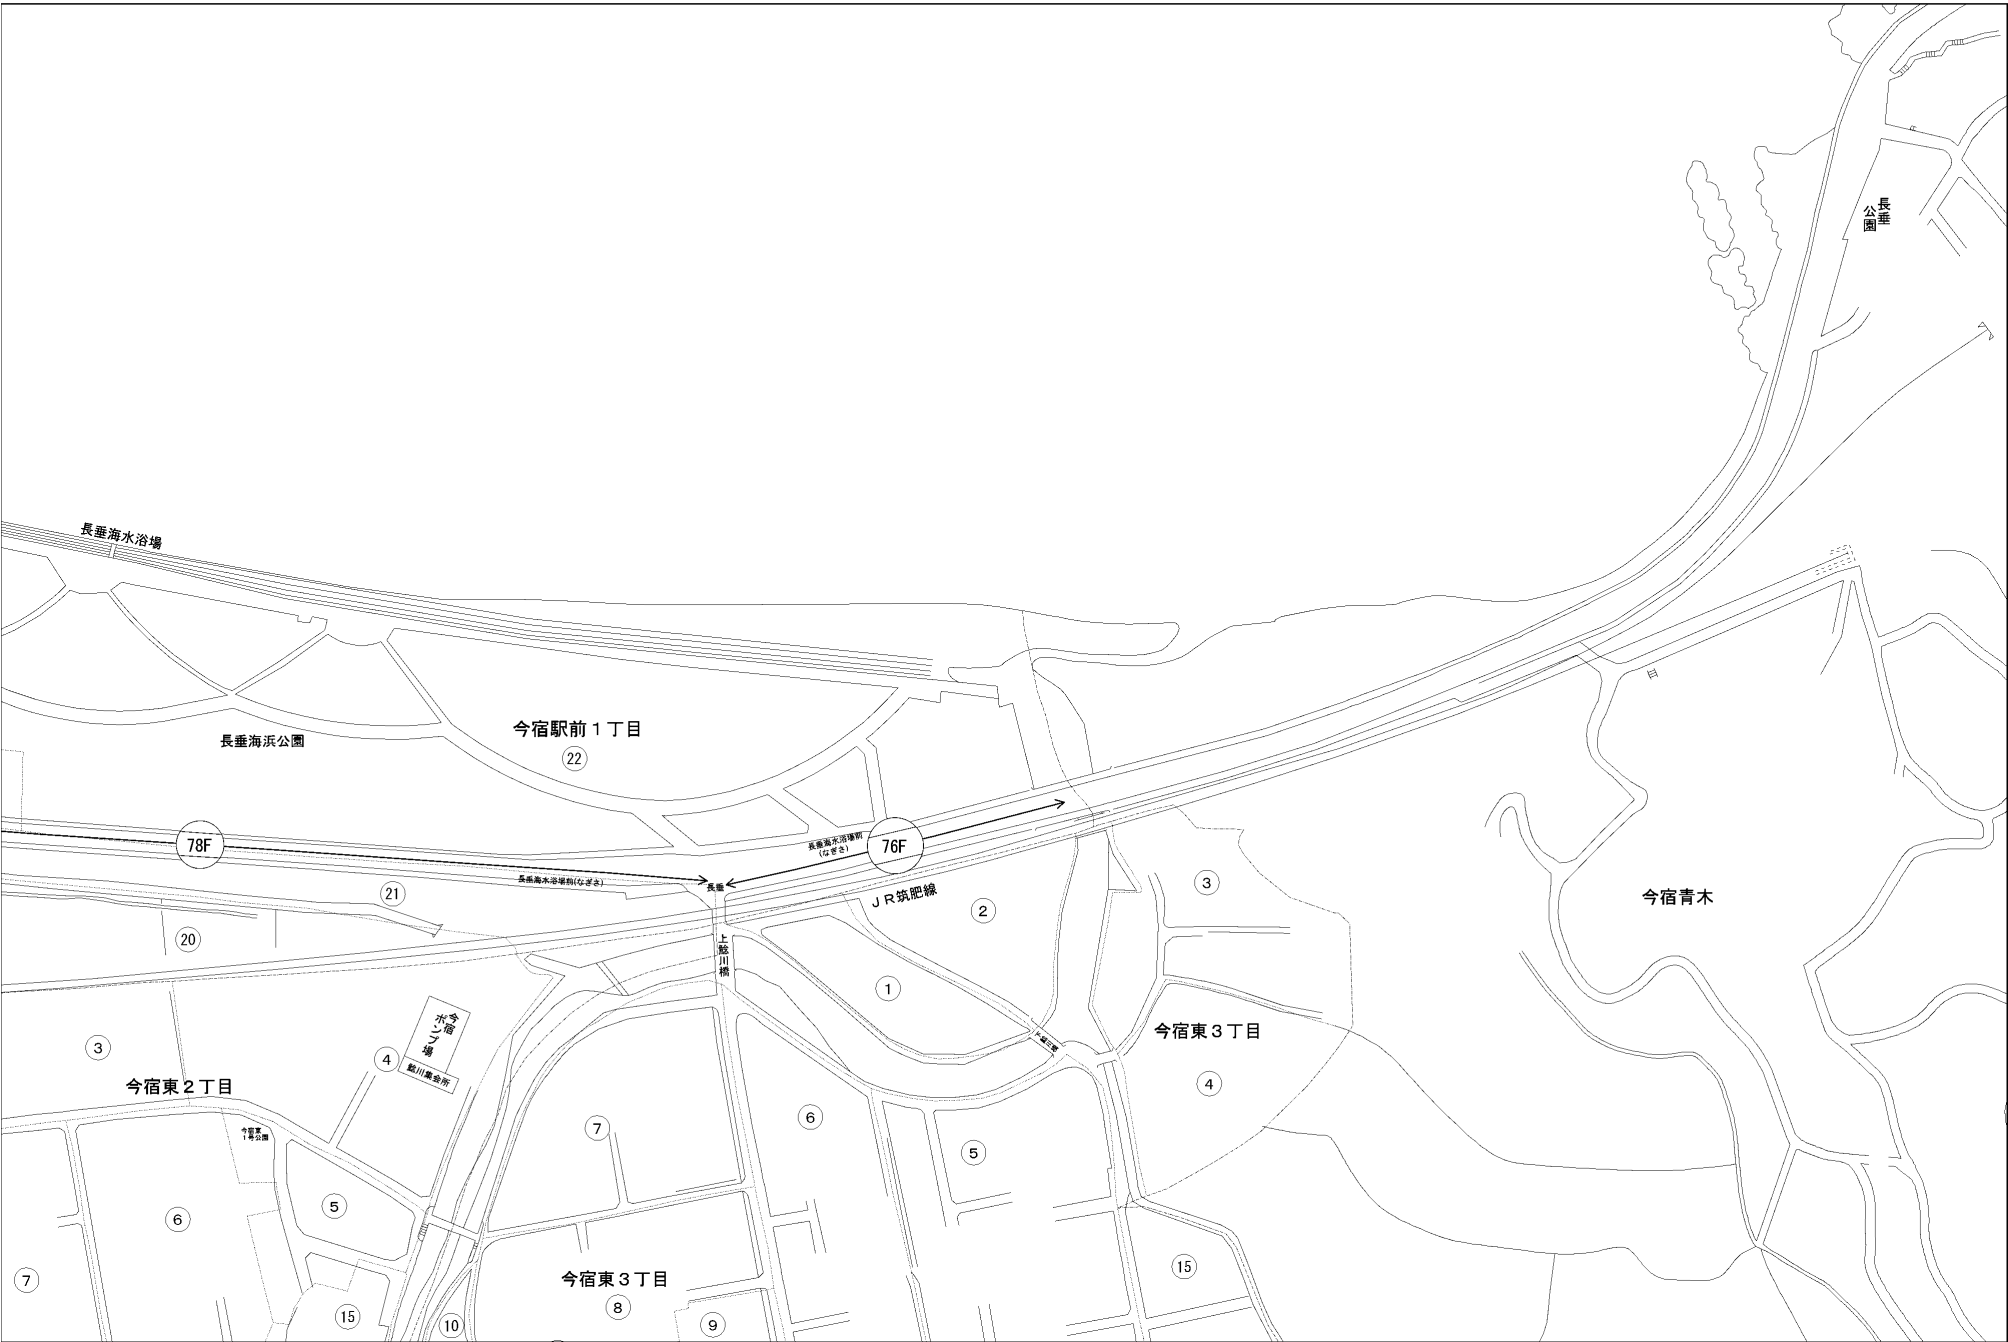 長垂
公園
長垂海水浴場
今宿駅前１丁目
22
長垂海浜公園
78F
76F
長垂海水浴場前
(なぎさ)
長垂海水浴場前(なぎさ)
長垂
ＪＲ筑肥線
21
20
2
3
今宿青木
上鯰川橋
1
今宿
ポンプ場
鯰川集会所
3
4
今宿東２丁目
今宿東３丁目
4
今宿東
1号公園
7
6
5
5
6
7
15
10
今宿東３丁目
8
9
15